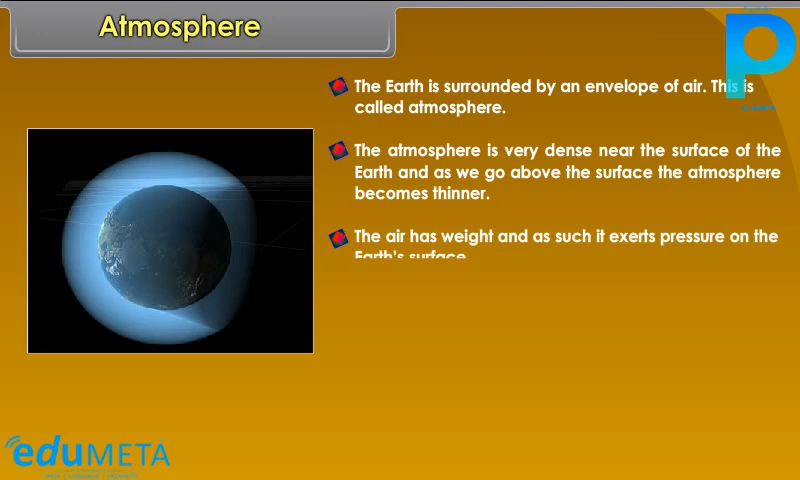 Atmosphere
P
The Earth is surrounded by an envelope of air. This is
called atmosphere.
The atmosphere is very dense near the surface of the
Earth and as we go above the surface the atmosphere
becomes thinner.
The air has weight and as such it exerts pressure on the
Earth's surface
eduMETA